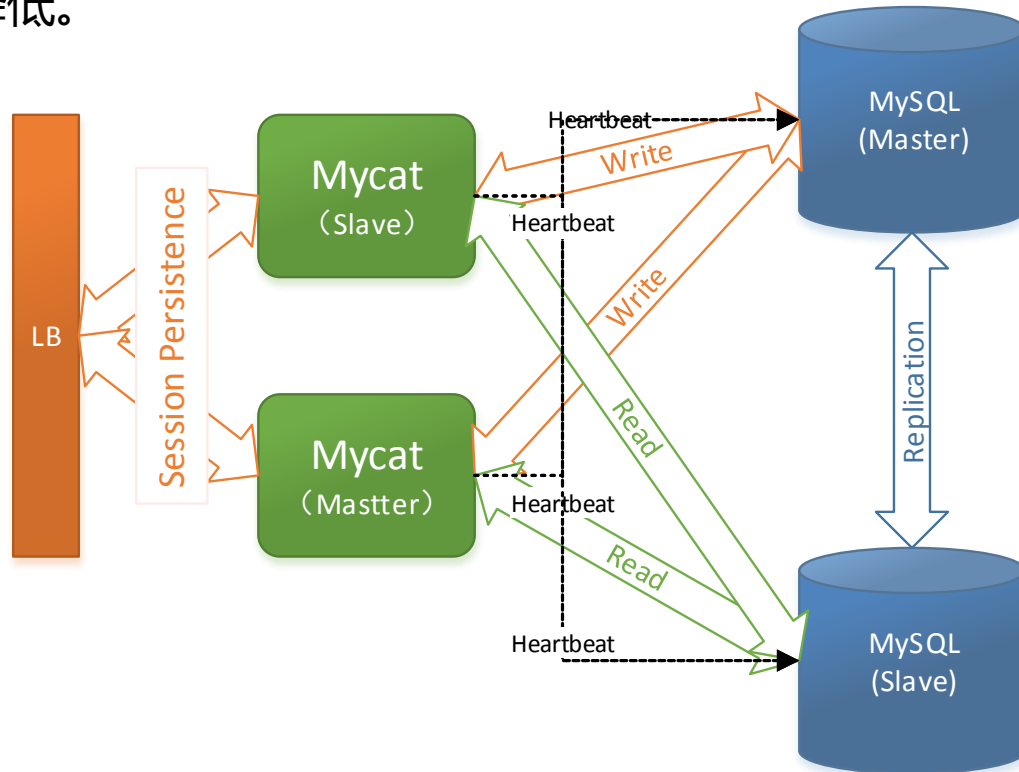 低。
LB
Session Persistence
Mycat
（Slave）
Mycat
（Mastter）
Heartbeat
Write
Heartbeat
Write
Read
Heartbeat
Read
Heartbeat
MySQL
(Master)
Replication
MySQL
(Slave)